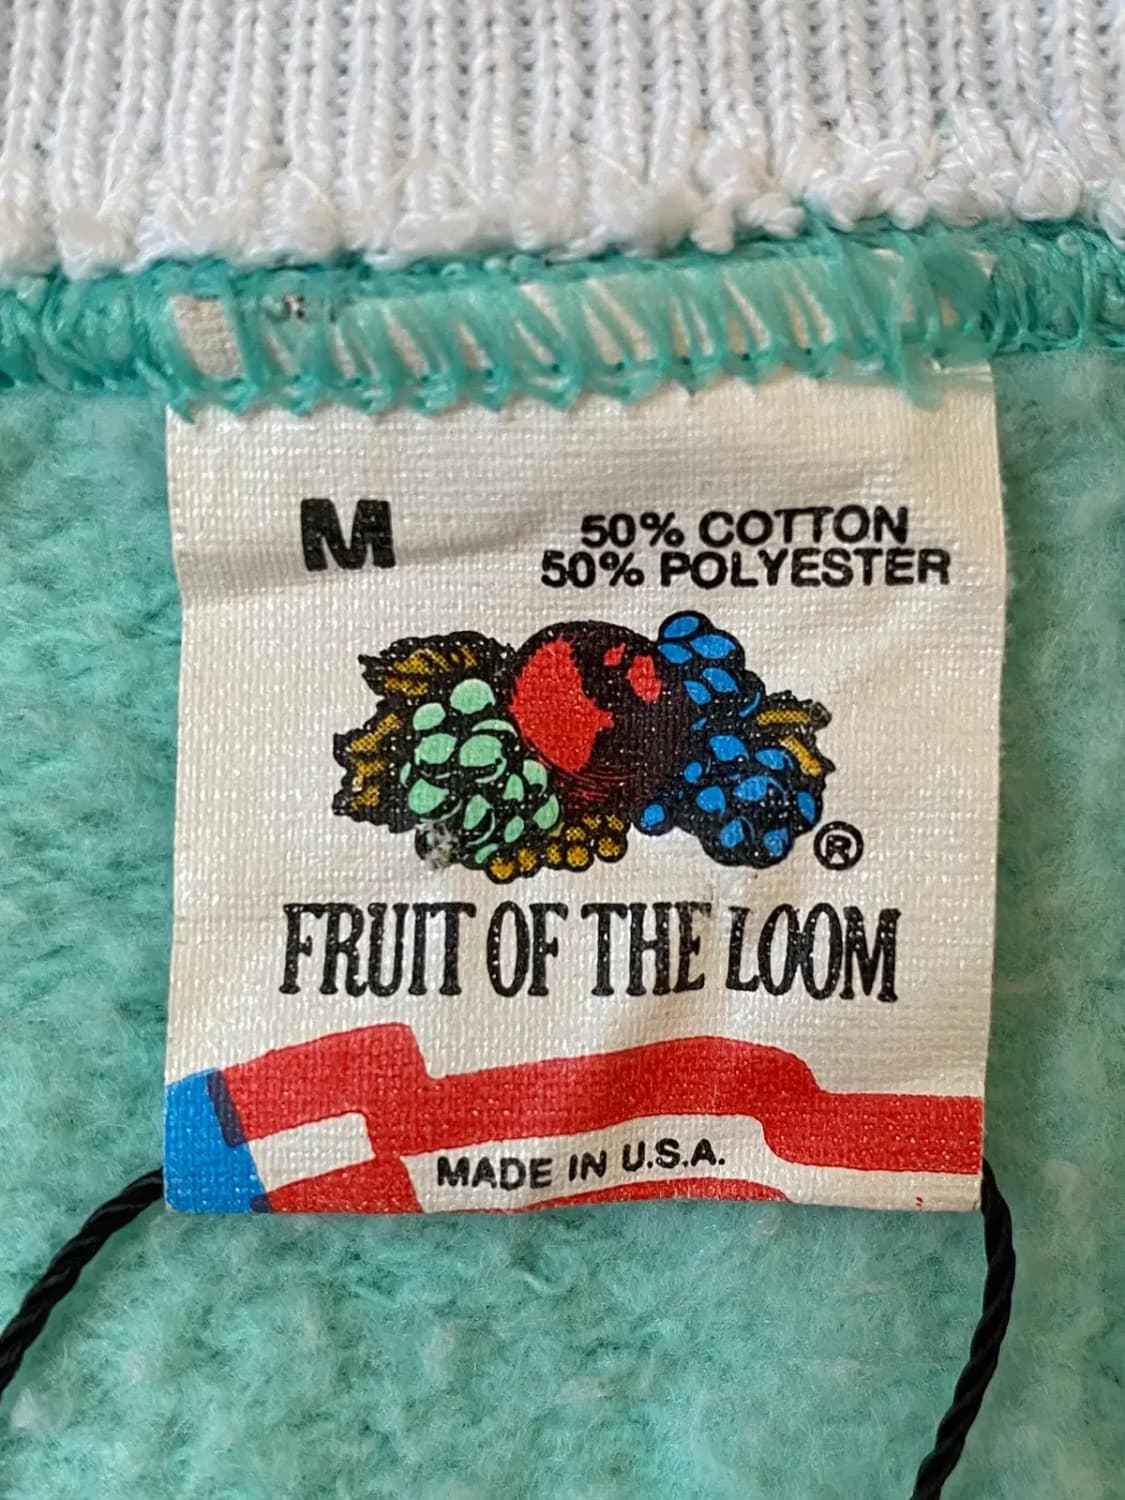 M
50% COTTON
50% POLYESTER
®
FRUIT OF THE LOOM
MADE IN U.S.A.